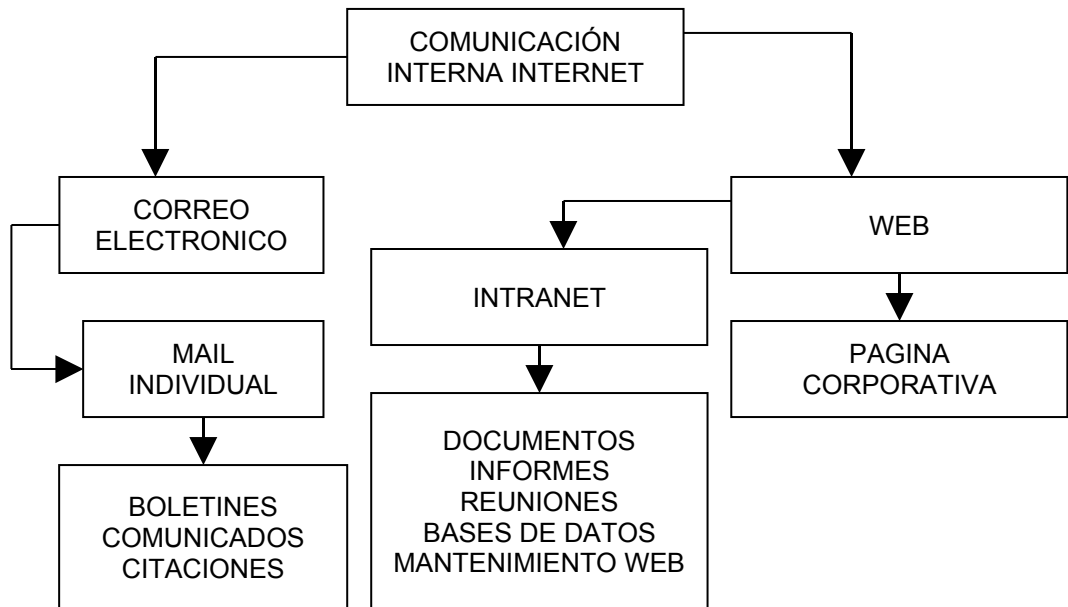 COMUNICACIÓN
INTERNA INTERNET
CORREO
ELECTRONICO
WEB
INTRANET
MAIL
INDIVIDUAL
PAGINA
CORPORATIVA
BOLETINES
COMUNICADOS
CITACIONES
DOCUMENTOS
INFORMES
REUNIONES
BASES DE DATOS
MANTENIMIENTO WEB